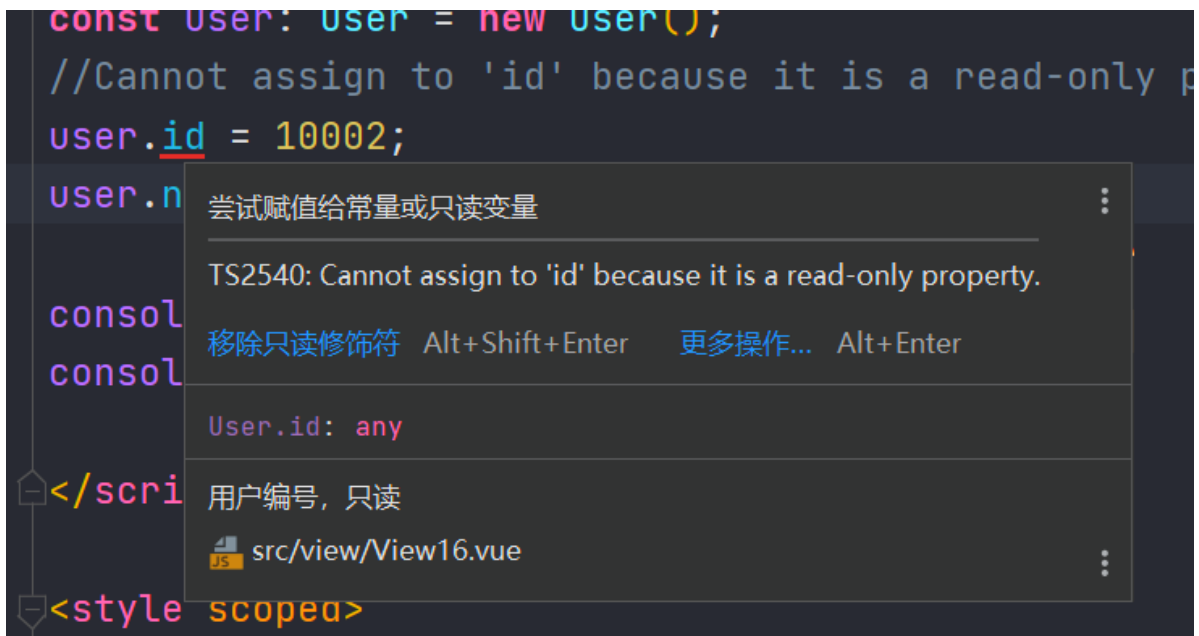 const user: User = new User();
//Cannot assign to 'id' because it is a read-only p
user.id = 10002;
user.n
尝试赋值给常量或只读变量
TS2540: Cannot assign to 'id' because it is a read-only property.
移除只读修饰符 Alt+Shift+Enter 更多操作... Alt+Enter
consol
consol
User.id: any
</scri
用户编号，只读
JS src/view/View16.vue
<style scoped>